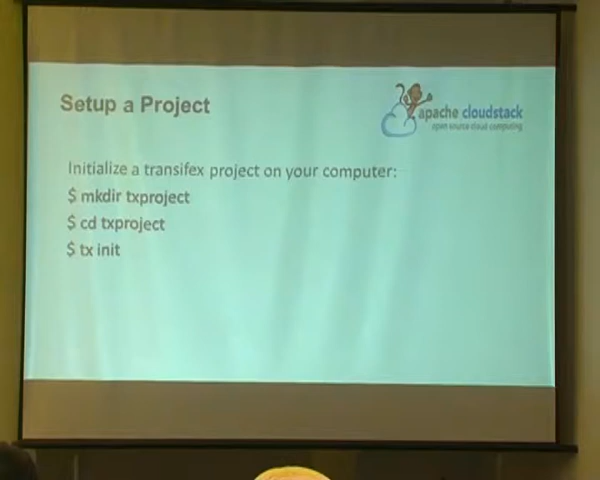 Setup a Project
apache cloudstack
open source cloud computing
Initialize a transifex project on your computer:
$ mkdir txproject
$ cd txproject
$ tx init